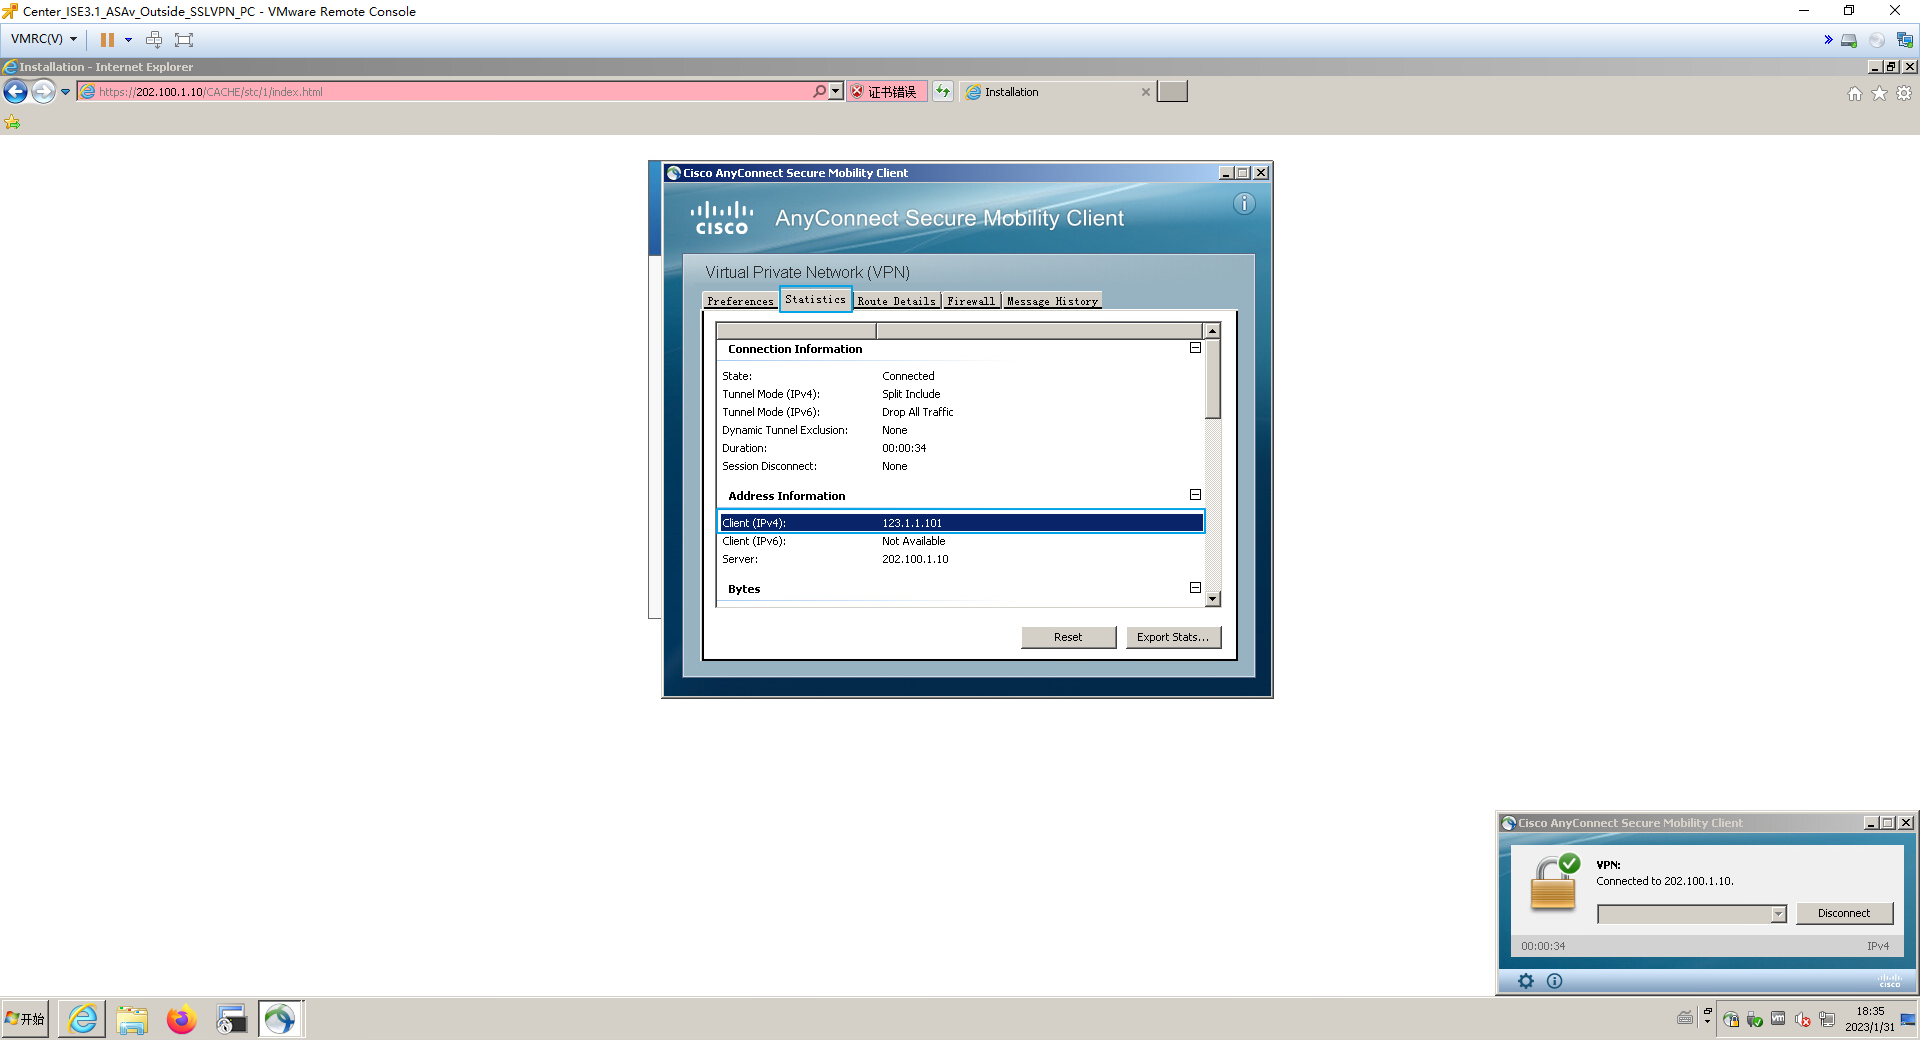 Center_ISE3.1_ASAv_Outside_SSLVPN_PC - VMware Remote Console
VMRC(V)
Installation - Internet Explorer
https://202.100.1.10/CACHE/stc/1/index.html
证书错误
Installation
Cisco AnyConnect Secure Mobility Client
CISCO
AnyConnect Secure Mobility Client
Virtual Private Network (VPN)
Preferences Statistics Route Details Firewall Message History
Connection Information
State: Connected
Tunnel Mode (IPv4): Split Include
Tunnel Mode (IPv6): Drop All Traffic
Dynamic Tunnel Exclusion: None
Duration: 00:00:34
Session Disconnect: None
Address Information
Client (IPv4): 123.1.1.101
Client (IPv6): Not Available
Server: 202.100.1.10
Bytes
Reset Export Stats...
Cisco AnyConnect Secure Mobility Client
VPN:
Connected to 202.100.1.10.
Disconnect
00:00:34 IPv4
CISCO
开始
18:35
2023/1/31